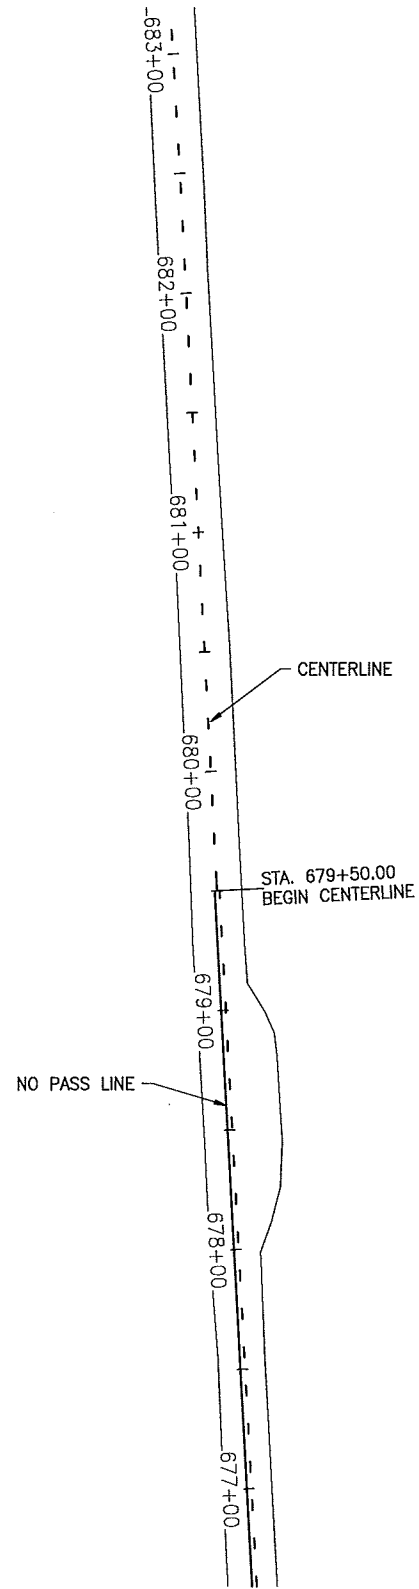 683+00
682+00
681+00
CENTERLINE
680+00
STA. 679+50.00
BEGIN CENTERLINE
679+00
NO PASS LINE
678+00
677+00